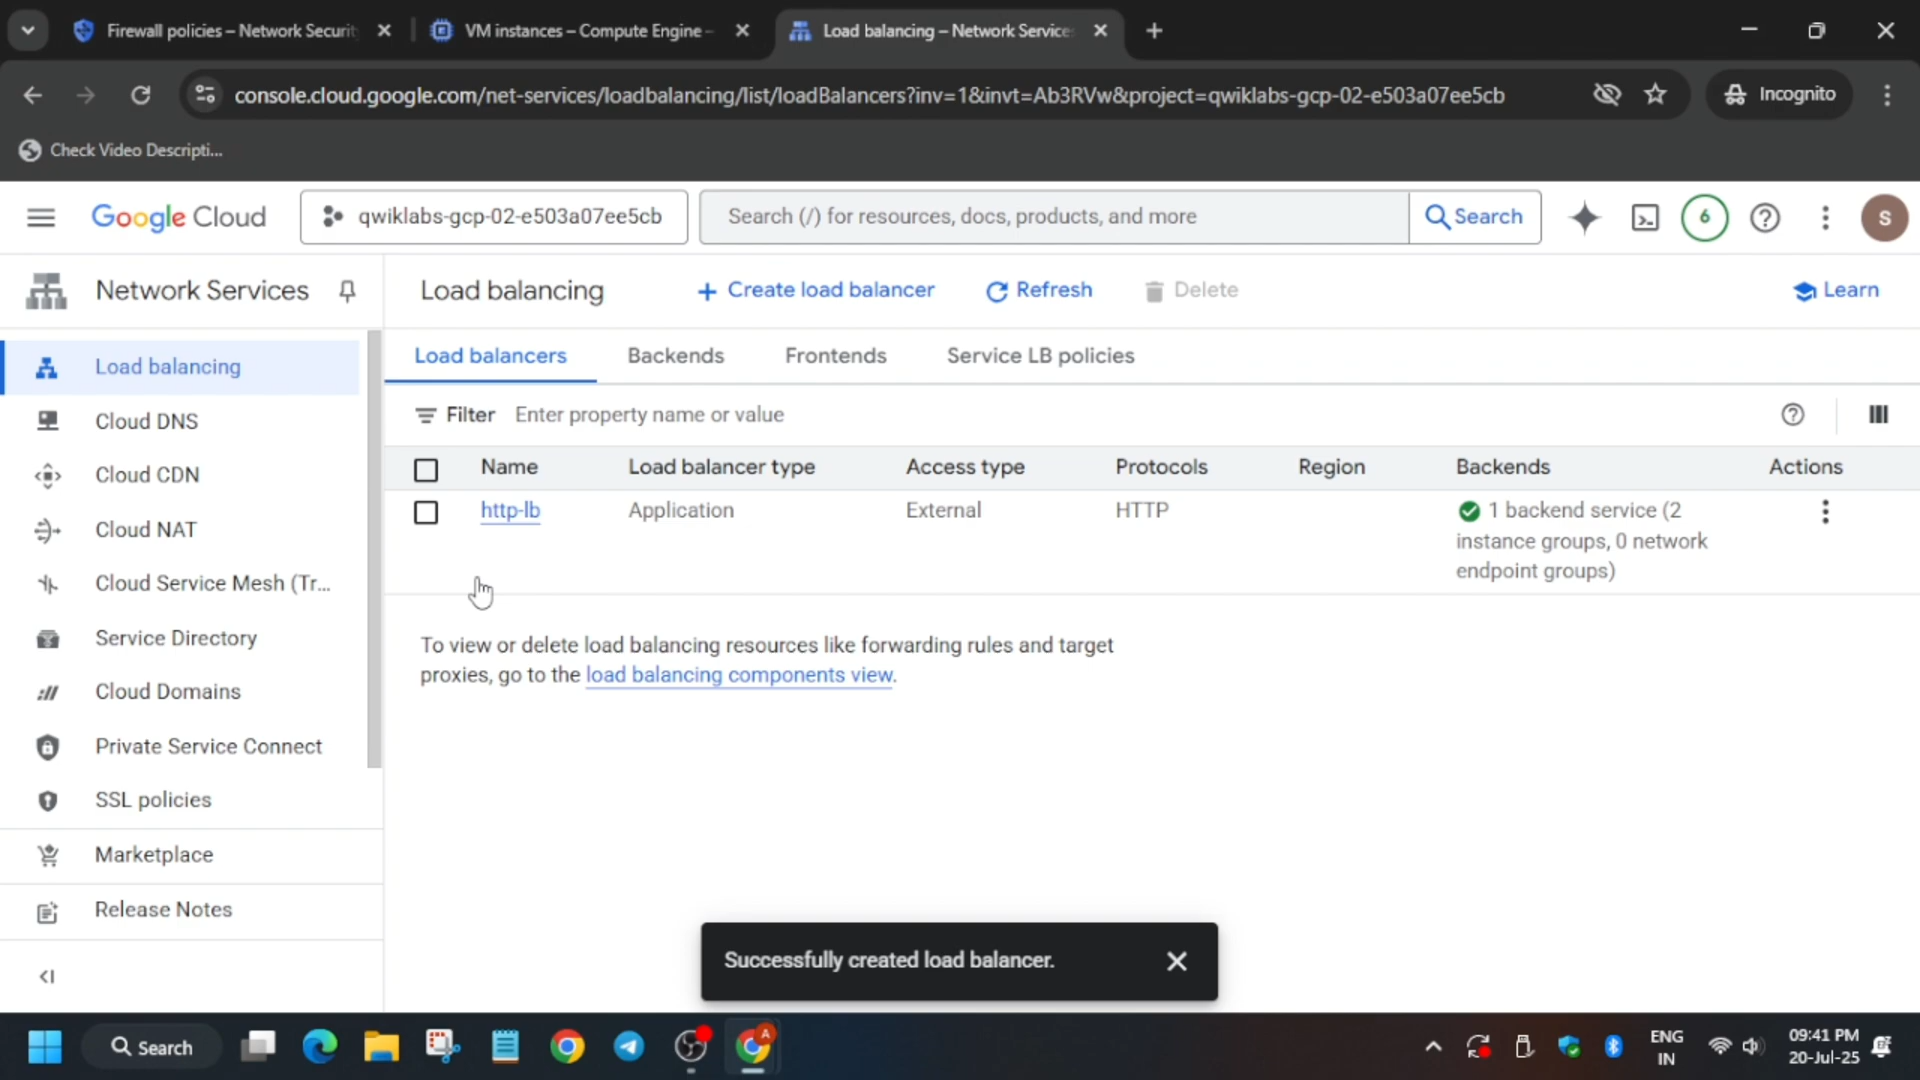 Firewall policies – Network Securit
VM instances – Compute Engine –
Load balancing – Network Service
console.cloud.google.com/net-services/loadbalancing/list/loadBalancers?inv=1&invt=Ab3RVw&project=qwiklabs-gcp-02-e503a07ee5cb
Incognito
Check Video Descripti...
Google Cloud
qwiklabs-gcp-02-e503a07ee5cb
Search (/) for resources, docs, products, and more
Search
6
S
Network Services
Load balancing
Create load balancer
Refresh
Delete
Learn
Load balancing
Cloud DNS
Cloud CDN
Cloud NAT
Cloud Service Mesh (Tr...
Service Directory
Cloud Domains
Private Service Connect
SSL policies
Marketplace
Release Notes
Load balancers
Backends
Frontends
Service LB policies
Filter Enter property name or value
Name
Load balancer type
Access type
Protocols
Region
Backends
Actions
http-lb
Application
External
HTTP
1 backend service (2
instance groups, 0 network
endpoint groups)
To view or delete load balancing resources like forwarding rules and target
proxies, go to the load balancing components view.
Successfully created load balancer.
Search
A
ENG
IN
09:41 PM
20-Jul-25